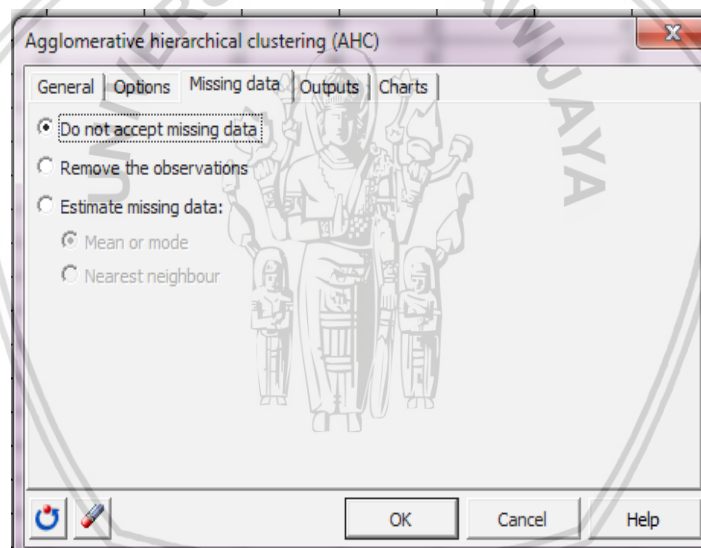 Agglomerative hierarchical clustering (AHC)
General Options Missing data Outputs Charts
Do not accept missing data
Remove the observations
Estimate missing data:
Mean or mode
Nearest neighbour
OK Cancel Help